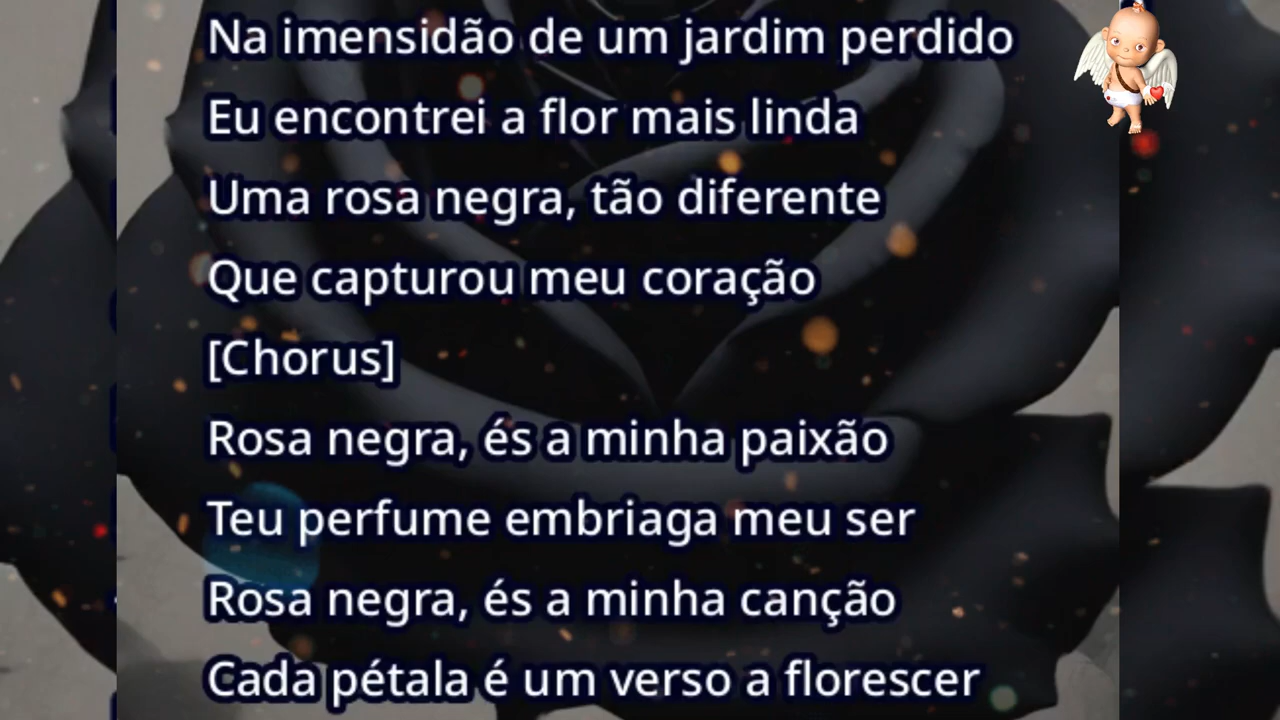 Na imensidão de um jardim perdido
Eu encontrei a flor mais linda
Uma rosa negra, tão diferente
Que capturou meu coração
[Chorus]
Rosa negra, és a minha paixão
Teu perfume embriaga meu ser
Rosa negra, és a minha canção
Cada pétala é um verso a florescer